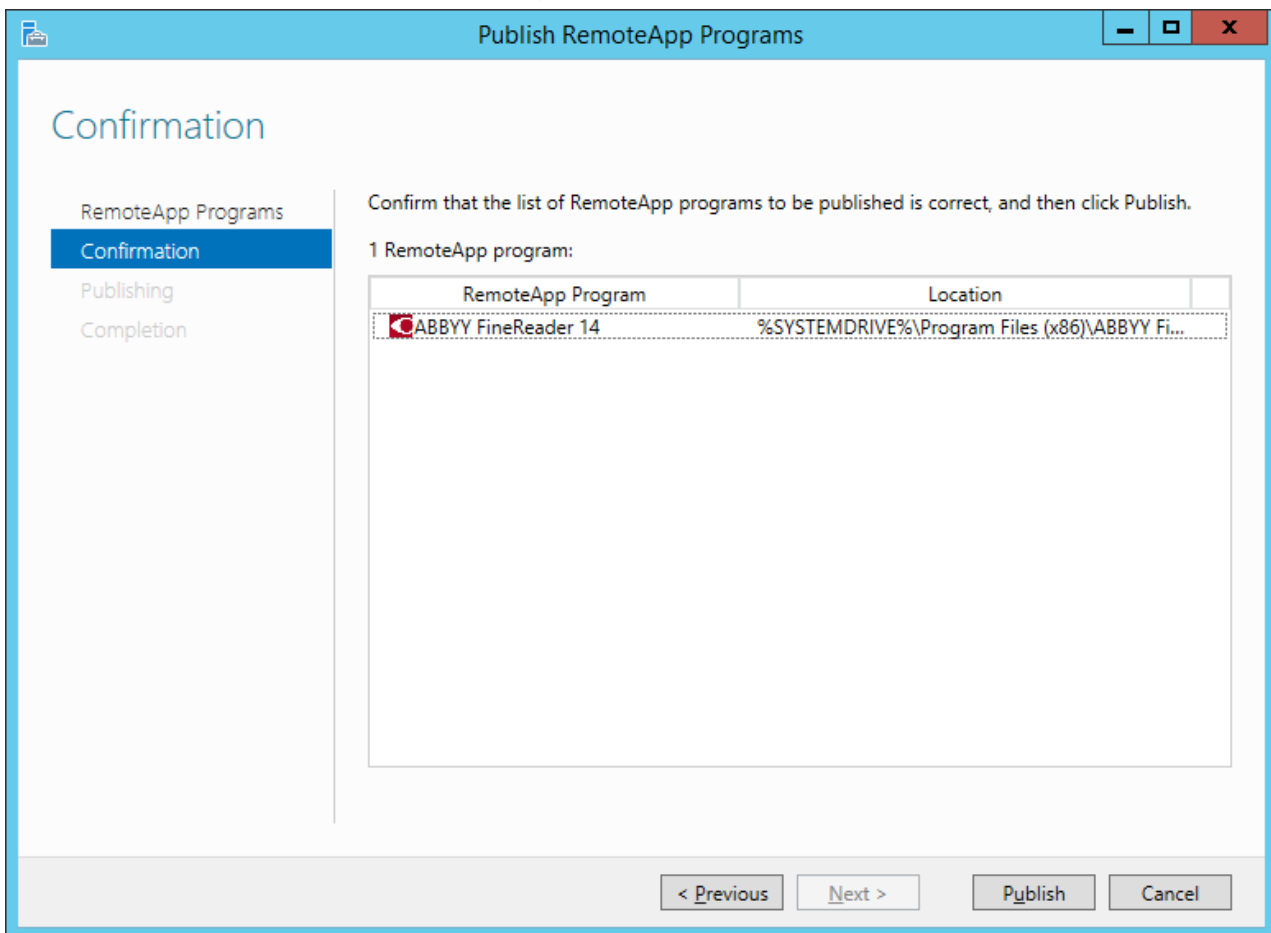 Publish RemoteApp Programs
Confirmation
RemoteApp Programs
Confirmation
Publishing
Completion
Confirm that the list of RemoteApp programs to be published is correct, and then click Publish.
1 RemoteApp program:
RemoteApp Program Location
ABBYY FineReader 14 %SYSTEMDRIVE%\Program Files (x86)\ABBYY Fi...
< Previous Next > Publish Cancel